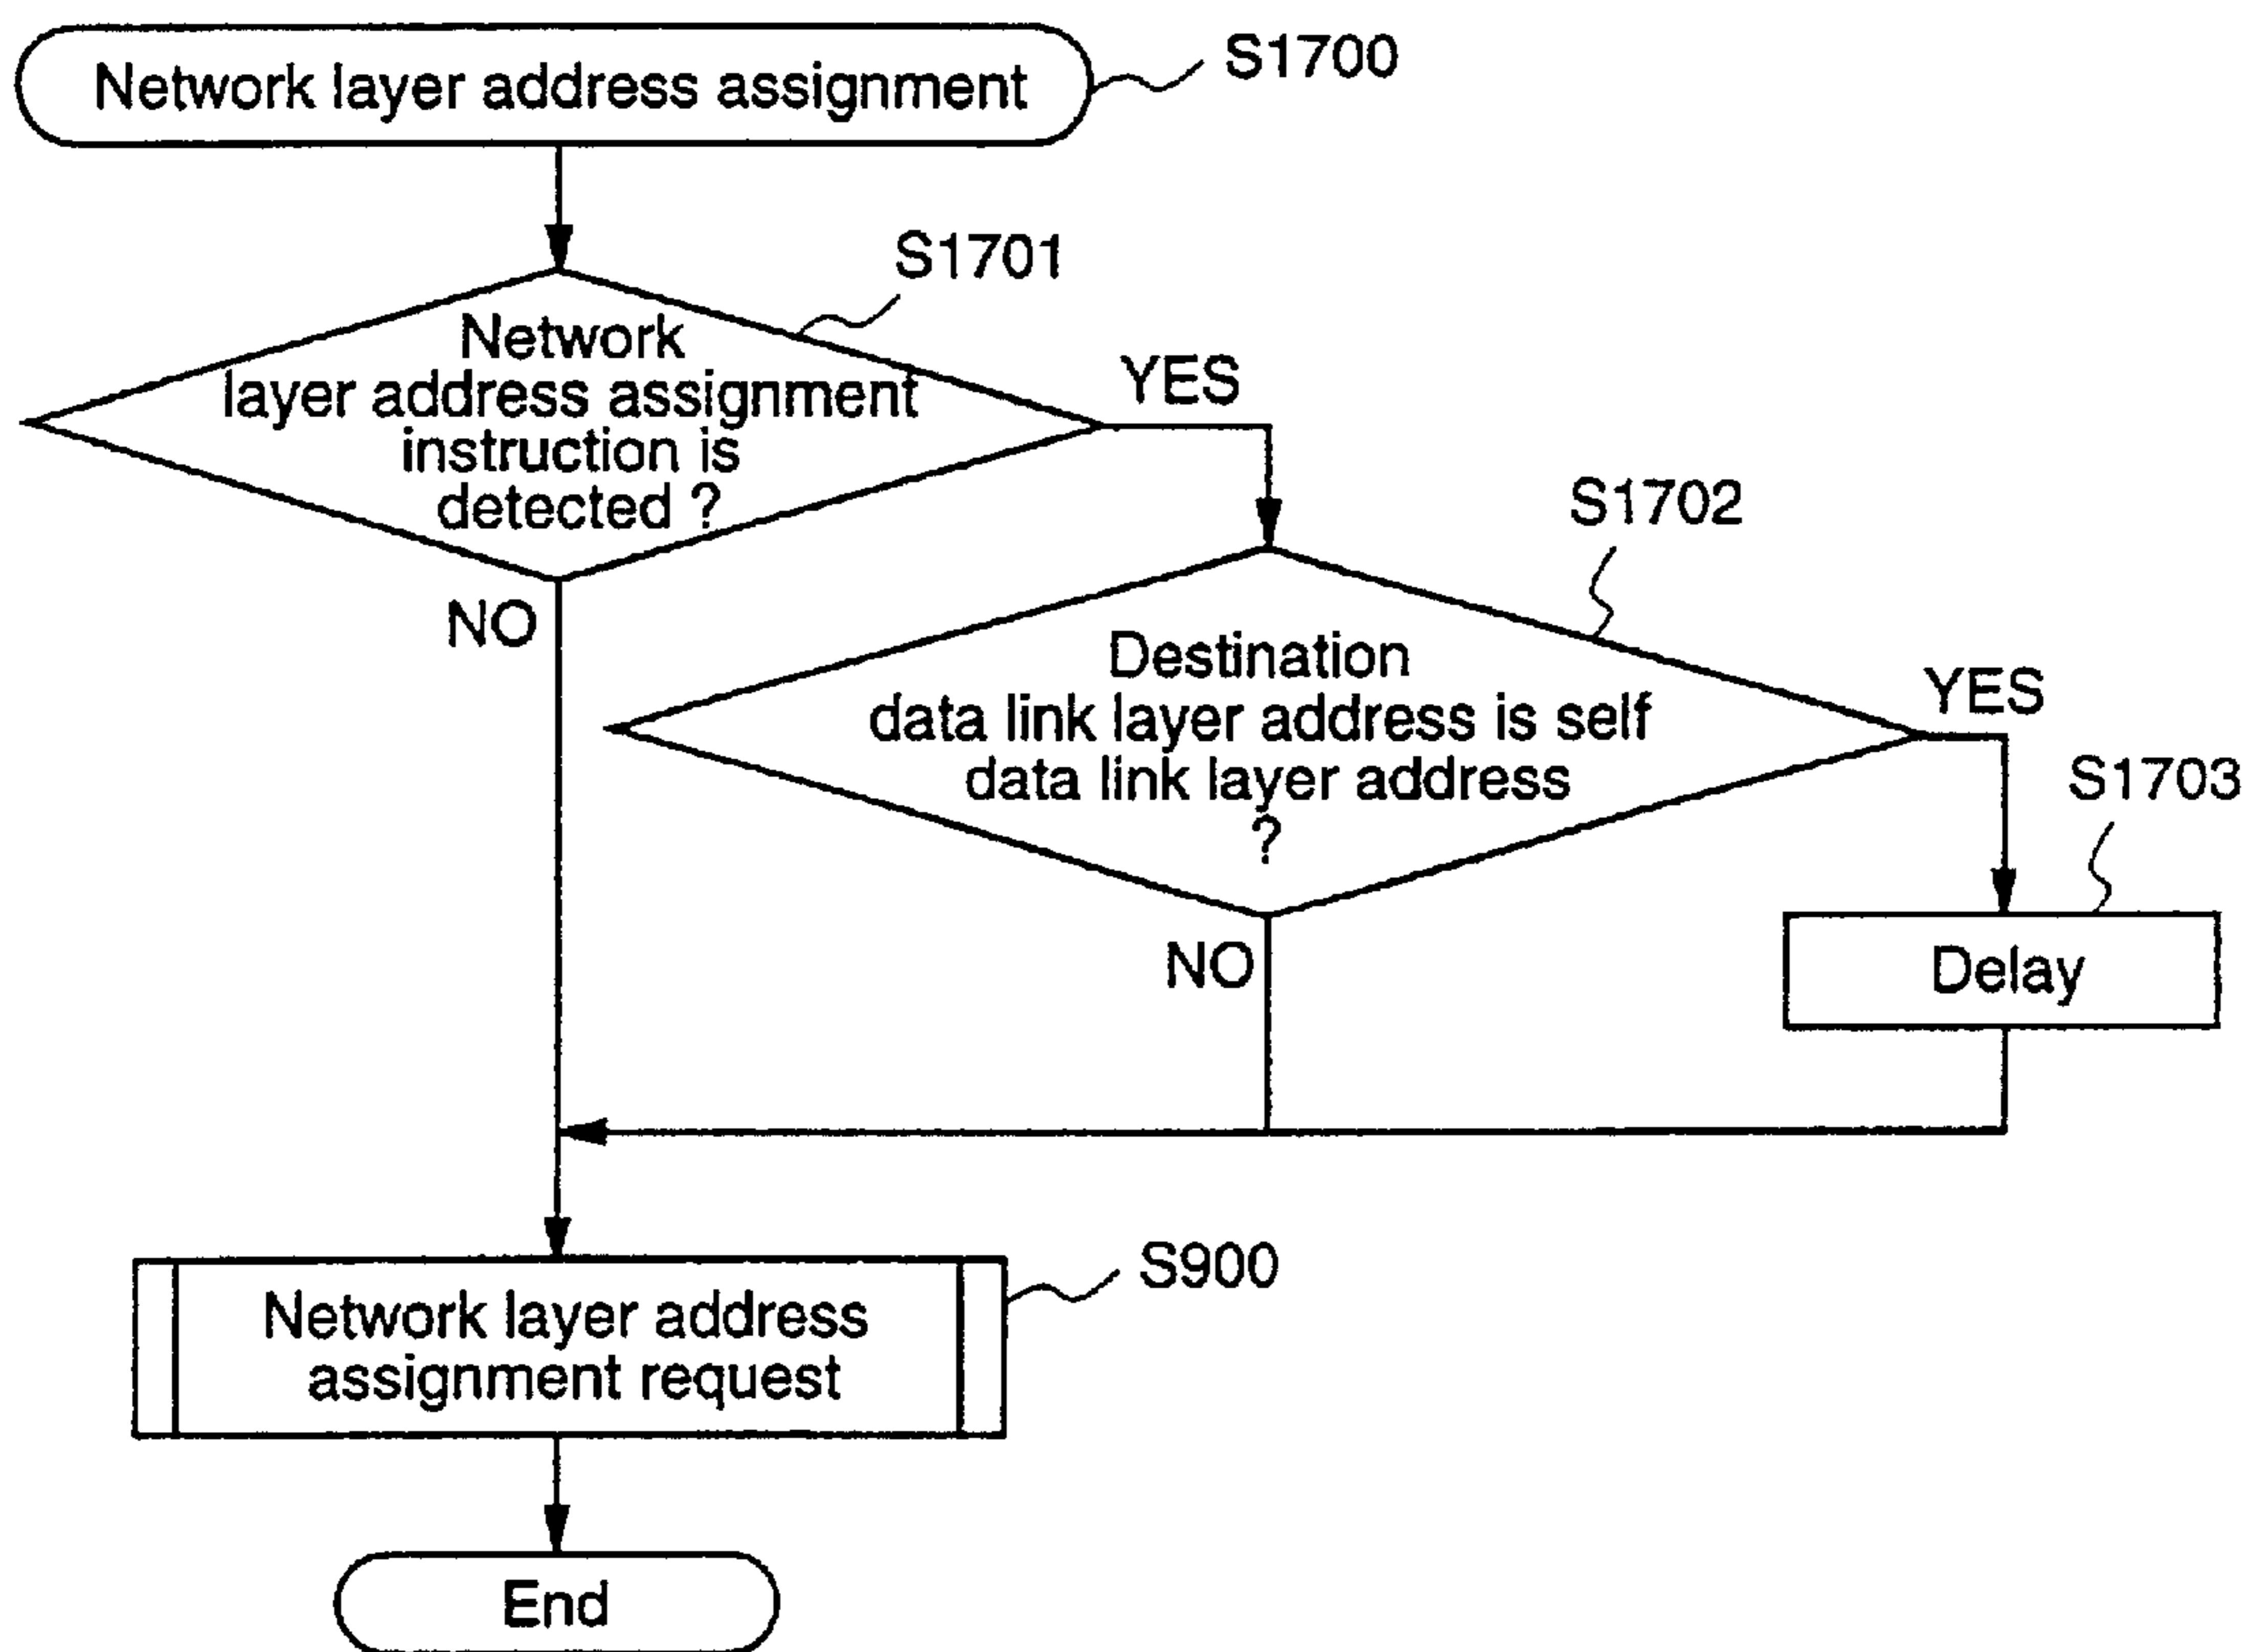 Network layer address assignment
S1700
S1701
Network
layer address assignment
instruction is
detected ?
YES
NO
S1702
Destination
data link layer address is self
data link layer address
?
YES
NO
S1703
Delay
Network layer address
assignment request
S900
End